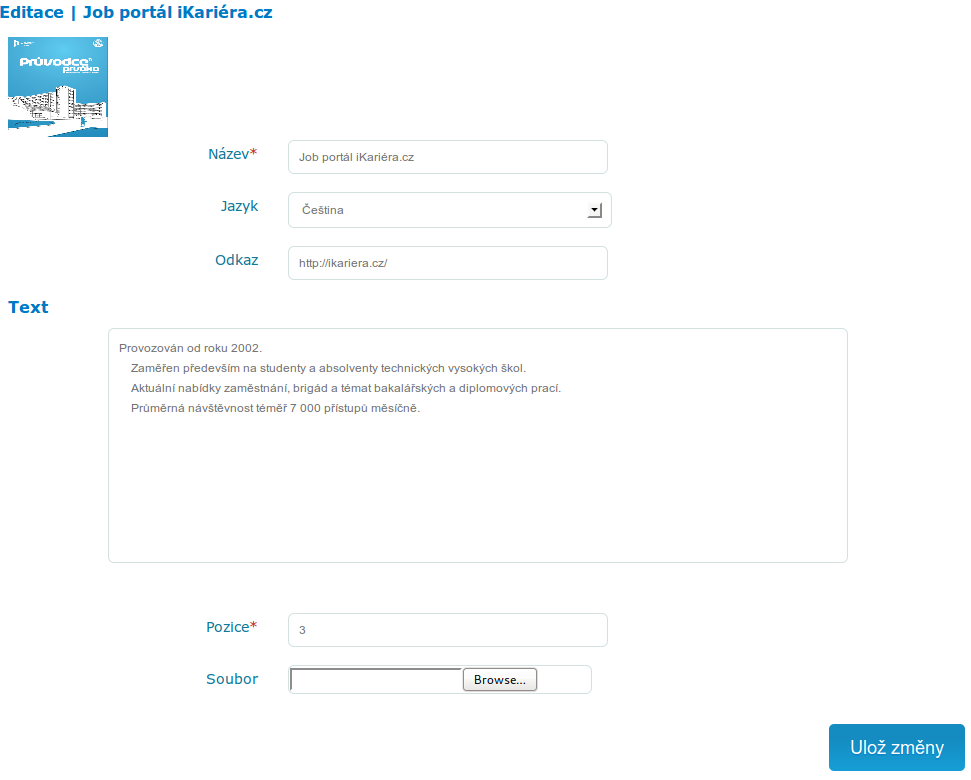 Editace | Job portál iKariéra.cz
Průvodce
prváka
Název*
Job portál iKariéra.cz
Jazyk
Čeština
Odkaz
http://ikariera.cz/
Text
Provozován od roku 2002.
Zaměřen především na studenty a absolventy technických vysokých škol.
Aktuální nabídky zaměstnání, brigád a témat bakalářských a diplomových prací.
Průměrná návštěvnost téměř 7 000 přístupů měsíčně.
Pozice*
3
Soubor
Browse...
Ulož změny